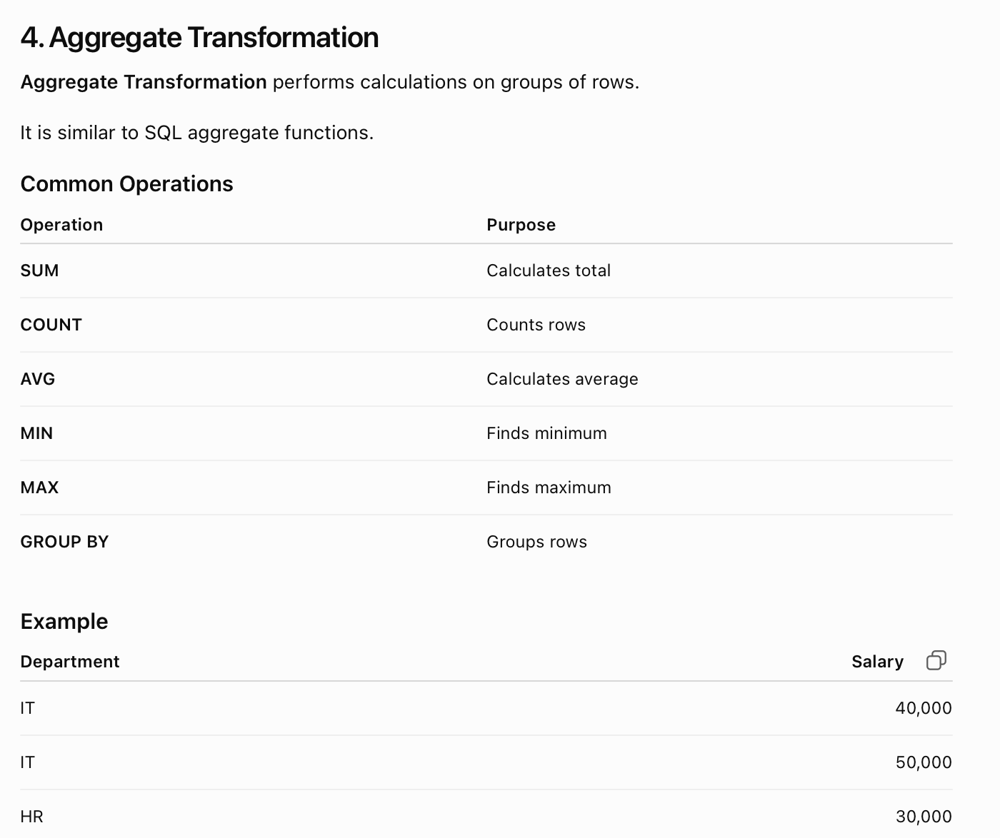 4. Aggregate Transformation
Aggregate Transformation performs calculations on groups of rows.
It is similar to SQL aggregate functions.
Common Operations
Operation Purpose
SUM Calculates total
COUNT Counts rows
AVG Calculates average
MIN Finds minimum
MAX Finds maximum
GROUP BY Groups rows
Example
Department Salary
IT 40,000
IT 50,000
HR 30,000